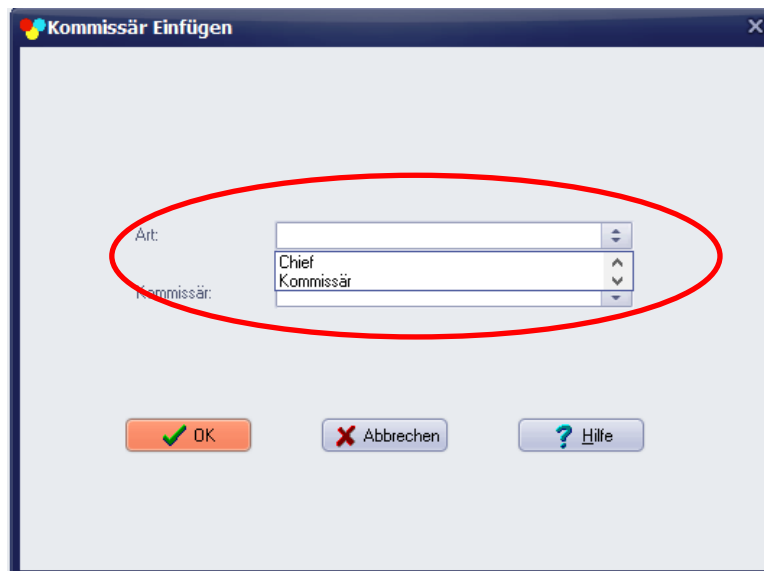 Kommissär Einfügen
Art:
Chief
Kommissär
Kommissär:
OK Abbrechen Hilfe